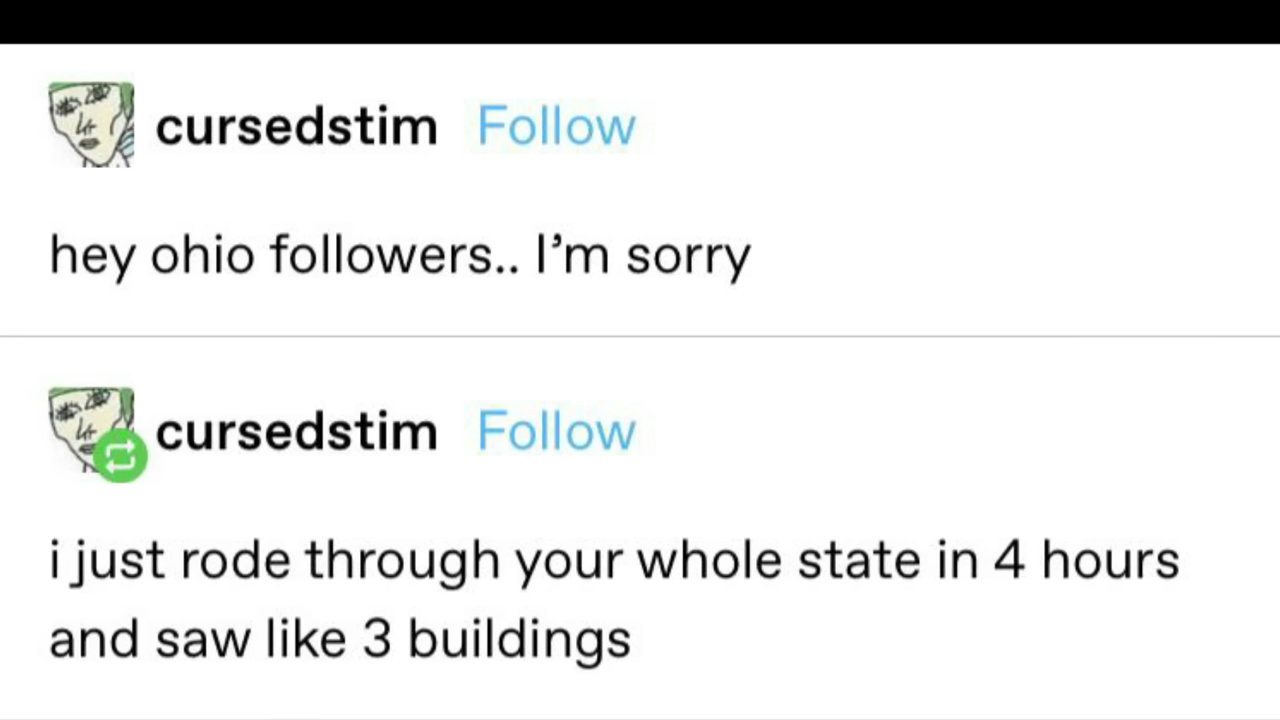 cursedstim Follow
hey ohio followers.. I'm sorry
cursedstim Follow
i just rode through your whole state in 4 hours
and saw like 3 buildings